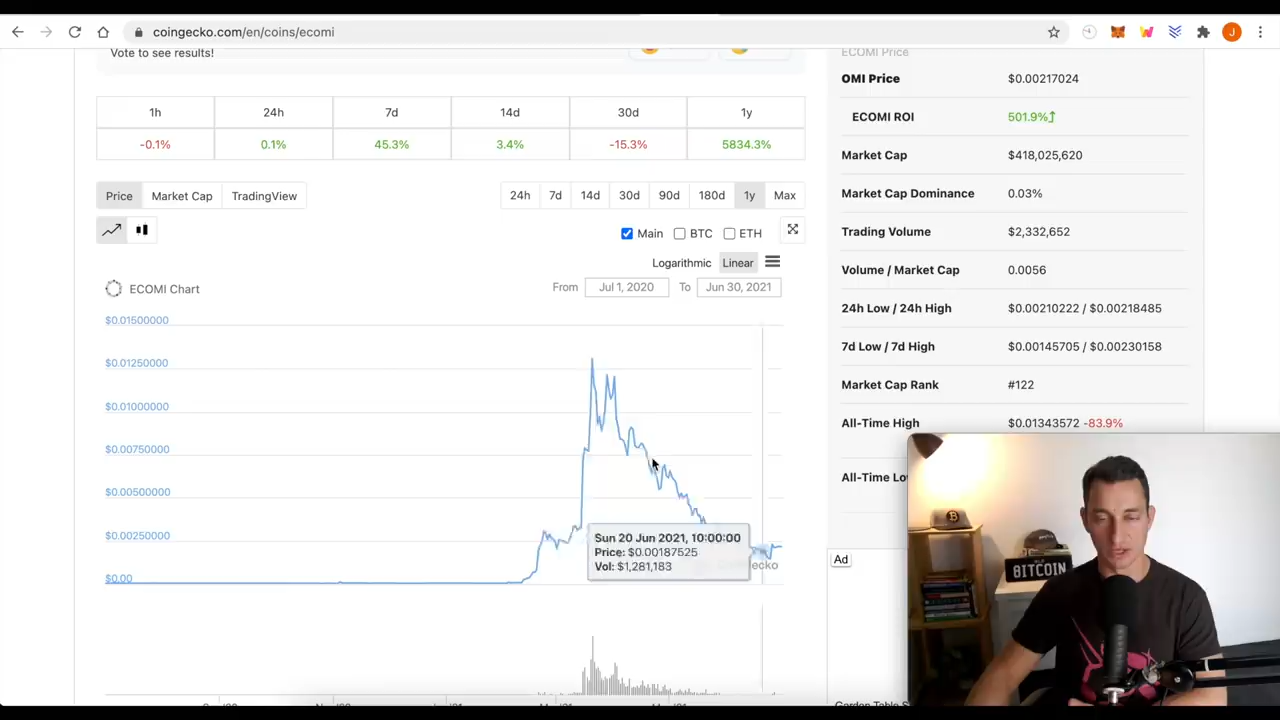 coingecko.com/en/coins/ecomi
J
Vote to see results!
1h 24h 7d 14d 30d 1y
-0.1% 0.1% 45.3% 3.4% -15.3% 5834.3%
Price Market Cap TradingView
24h 7d 14d 30d 90d 180d 1y Max
Main BTC ETH
Logarithmic Linear
ECOMI Chart
From Jul 1, 2020 To Jun 30, 2021
$0.01500000
$0.01250000
$0.01000000
$0.00750000
$0.00500000
$0.00250000
$0.00
Sun 20 Jun 2021, 10:00:00
Price: $0.00187525
Vol: $1,281,183
ECOMI Price
OMI Price $0.00217024
ECOMI ROI 501.9%
Market Cap $418,025,620
Market Cap Dominance 0.03%
Trading Volume $2,332,652
Volume / Market Cap 0.0056
24h Low / 24h High $0.00210222 / $0.00218485
7d Low / 7d High $0.00145705 / $0.00230158
Market Cap Rank #122
All-Time High $0.01343572 -83.9%
All-Time Lo
Ad
BITCOIN